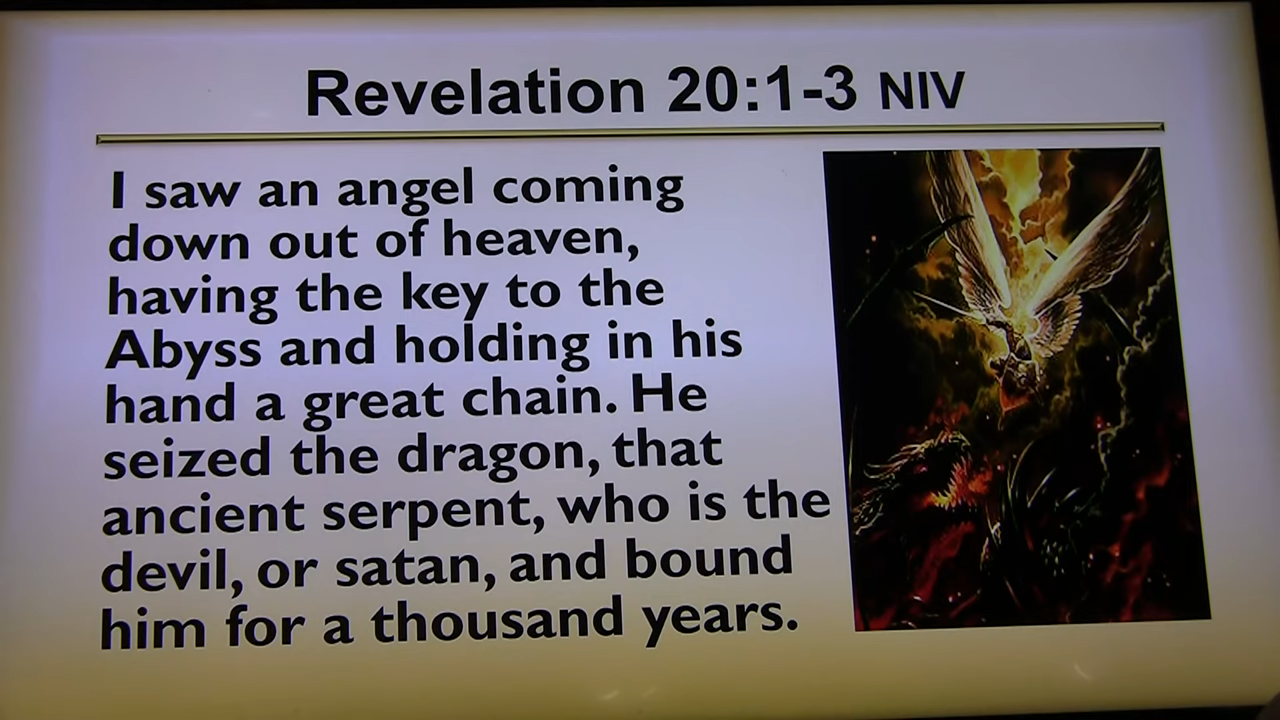 Revelation 20:1-3 NIV
I saw an angel coming
down out of heaven,
having the key to the
Abyss and holding in his
hand a great chain. He
seized the dragon, that
ancient serpent, who is the
devil, or satan, and bound
him for a thousand years.